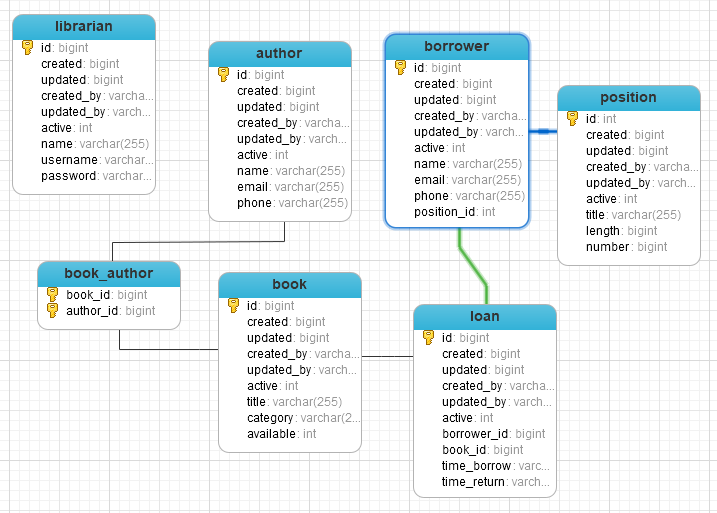 librarian
id: bigint
created: bigint
updated: bigint
created_by: varcha...
updated_by: varch...
active: int
name: varchar(255)
username: varchar...
password: varchar...
author
id: bigint
created: bigint
updated: bigint
created_by: varcha...
updated_by: varch...
active: int
name: varchar(255)
email: varchar(255)
phone: varchar(255)
borrower
id: bigint
created: bigint
updated: bigint
created_by: varcha...
updated_by: varch...
active: int
name: varchar(255)
email: varchar(255)
phone: varchar(255)
position_id: int
position
id: int
created: bigint
updated: bigint
created_by: varcha...
updated_by: varch...
active: int
title: varchar(255)
length: bigint
number: bigint
book_author
book_id: bigint
author_id: bigint
book
id: bigint
created: bigint
updated: bigint
created_by: varcha...
updated_by: varch...
active: int
title: varchar(255)
category: varchar(2...
available: int
loan
id: bigint
created: bigint
updated: bigint
created_by: varcha...
updated_by: varch...
active: int
borrower_id: bigint
book_id: bigint
time_borrow: varc...
time_return: varch...